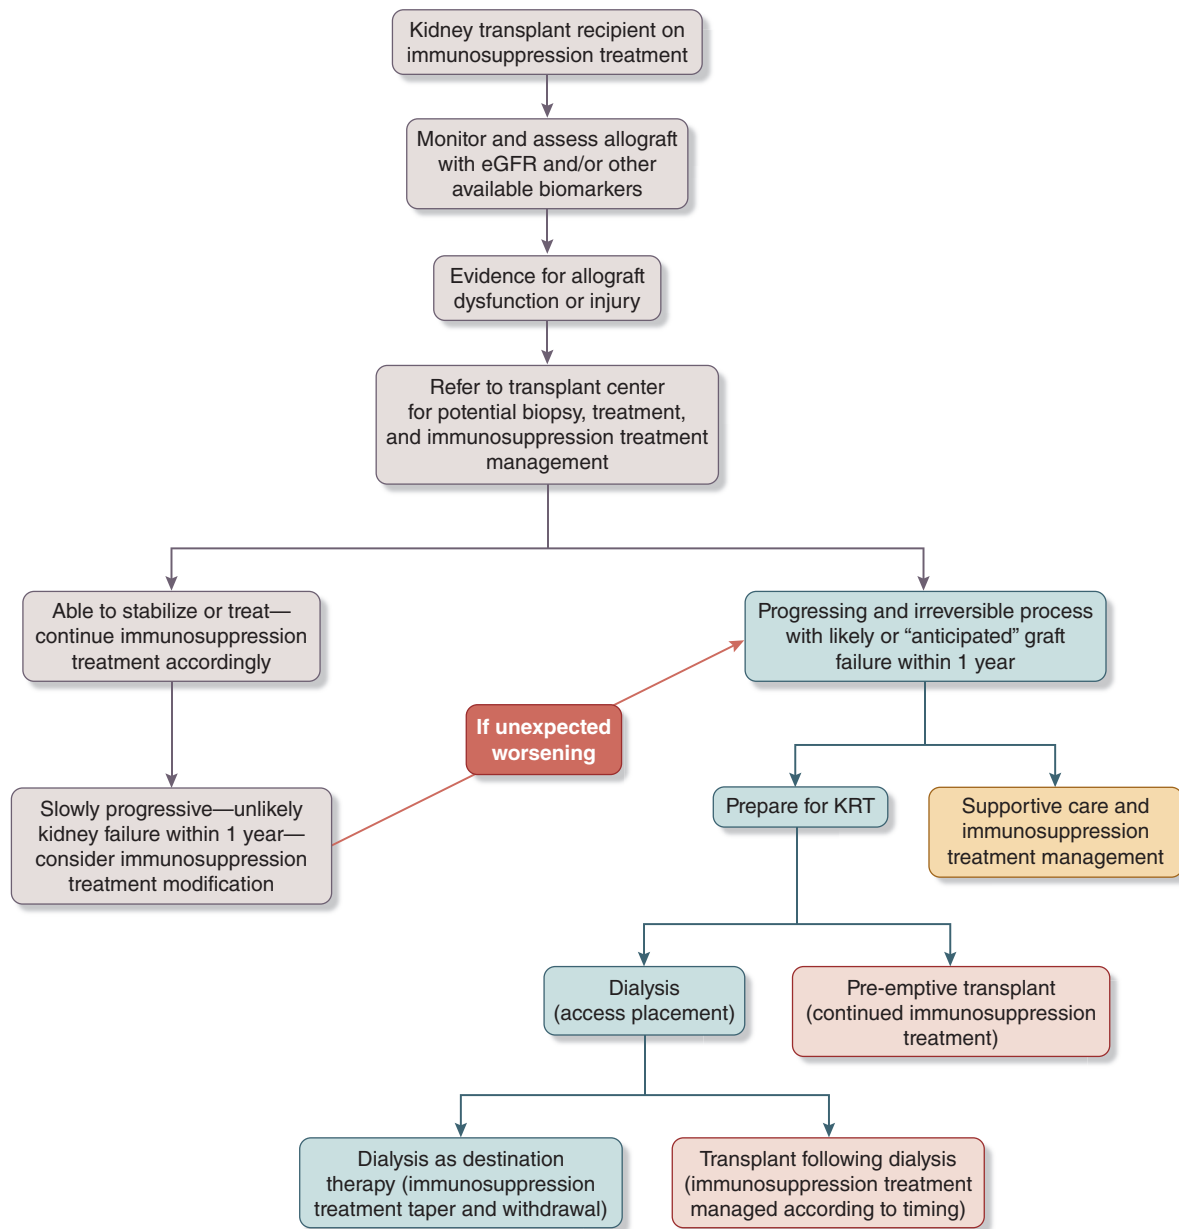 Kidney transplant recipient on
immunosuppression treatment
Monitor and assess allograft
with eGFR and/or other
available biomarkers
Evidence for allograft
dysfunction or injury
Refer to transplant center
for potential biopsy, treatment,
and immunosuppression treatment
management
Able to stabilize or treat—
continue immunosuppression
treatment accordingly
Progressing and irreversible process
with likely or “anticipated” graft
failure within 1 year
If unexpected
worsening
Slowly progressive—unlikely
kidney failure within 1 year—
consider immunosuppression
treatment modification
Prepare for KRT
Supportive care and
immunosuppression
treatment management
Dialysis
(access placement)
Pre-emptive transplant
(continued immunosuppression
treatment)
Dialysis as destination
therapy (immunosuppression
treatment taper and withdrawal)
Transplant following dialysis
(immunosuppression treatment
managed according to timing)